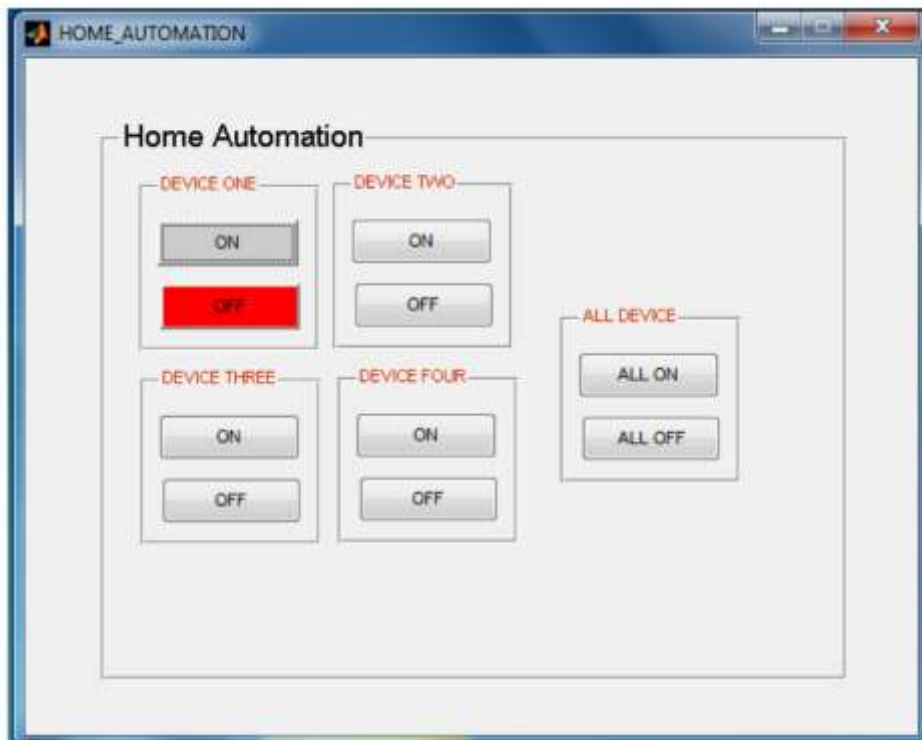 HOME_AUTOMATION
Home Automation
DEVICE ONE
ON
OFF
DEVICE TWO
ON
OFF
DEVICE THREE
ON
OFF
DEVICE FOUR
ON
OFF
ALL DEVICE
ALL ON
ALL OFF